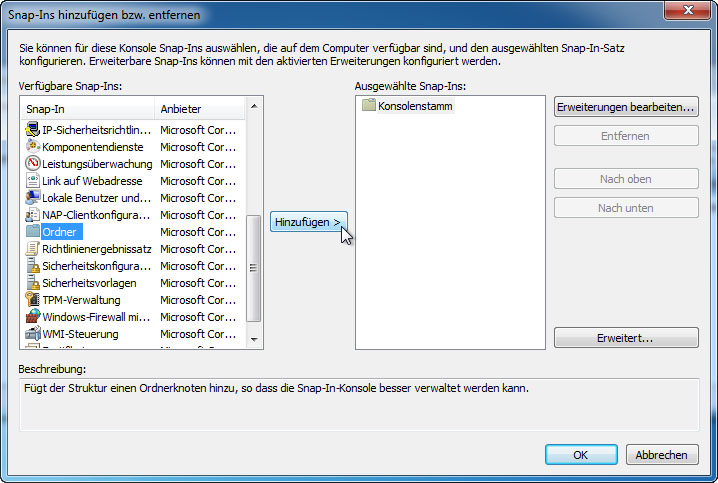 Snap-Ins hinzufügen bzw. entfernen
Sie können für diese Konsole Snap-Ins auswählen, die auf dem Computer verfügbar sind, und den ausgewählten Snap-In-Satz
konfigurieren. Erweiterbare Snap-Ins können mit den aktivierten Erweiterungen konfiguriert werden.
Verfügbare Snap-Ins:
Snap-In Anbieter
IP-Sicherheitsrichtlin... Microsoft Cor...
Komponentendienste Microsoft Cor...
Leistungsüberwachung Microsoft Cor...
Link auf Webadresse Microsoft Cor...
Lokale Benutzer und... Microsoft Cor...
NAP-Clientkonfigura... Microsoft Cor...
Ordner Microsoft Cor...
Richtlinienergebnissatz Microsoft Cor...
Sicherheitskonfigura... Microsoft Cor...
Sicherheitsvorlagen Microsoft Cor...
TPM-Verwaltung Microsoft Cor...
Windows-Firewall mi... Microsoft Cor...
WMI-Steuerung Microsoft Cor...
Hinzufügen >
Ausgewählte Snap-Ins:
Konsolenstamm
Erweiterungen bearbeiten...
Entfernen
Nach oben
Nach unten
Erweitert...
Beschreibung:
Fügt der Struktur einen Ordnerknoten hinzu, so dass die Snap-In-Konsole besser verwaltet werden kann.
OK
Abbrechen